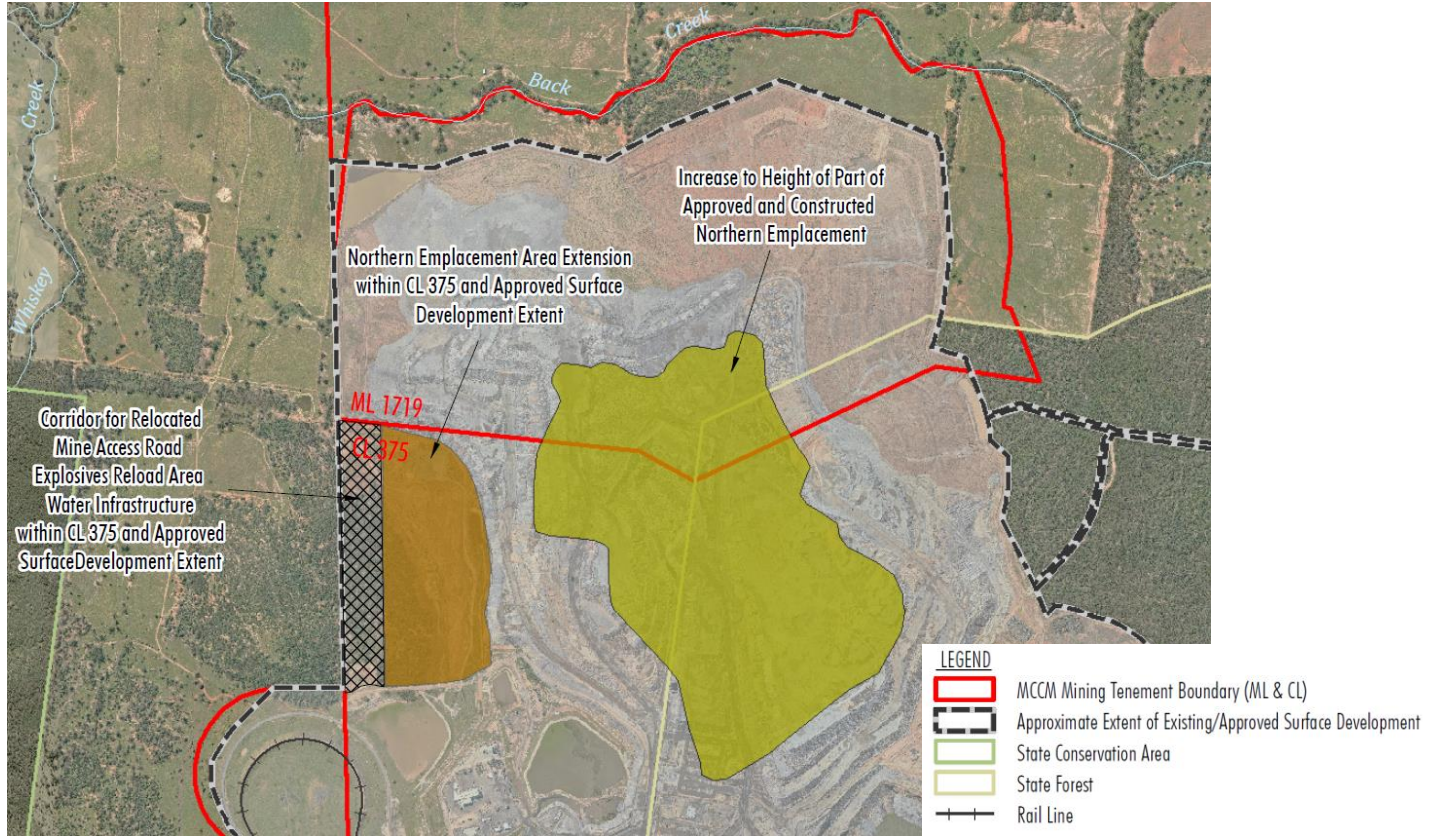 Creek
Back
Increase to Height of Part of
Approved and Constructed
Northern Emplacement
Northern Emplacement Area Extension
within CL 375 and Approved Surface
Development Extent
Whiskey
Creek
ML 1719
CL 375
Corridor for Relocated
Mine Access Road
Explosives Reload Area
Water Infrastructure
within CL 375 and Approved
SurfaceDevelopment Extent
LEGEND
MCCM Mining Tenement Boundary (ML & CL)
Approximate Extent of Existing/Approved Surface Development
State Conservation Area
State Forest
Rail Line